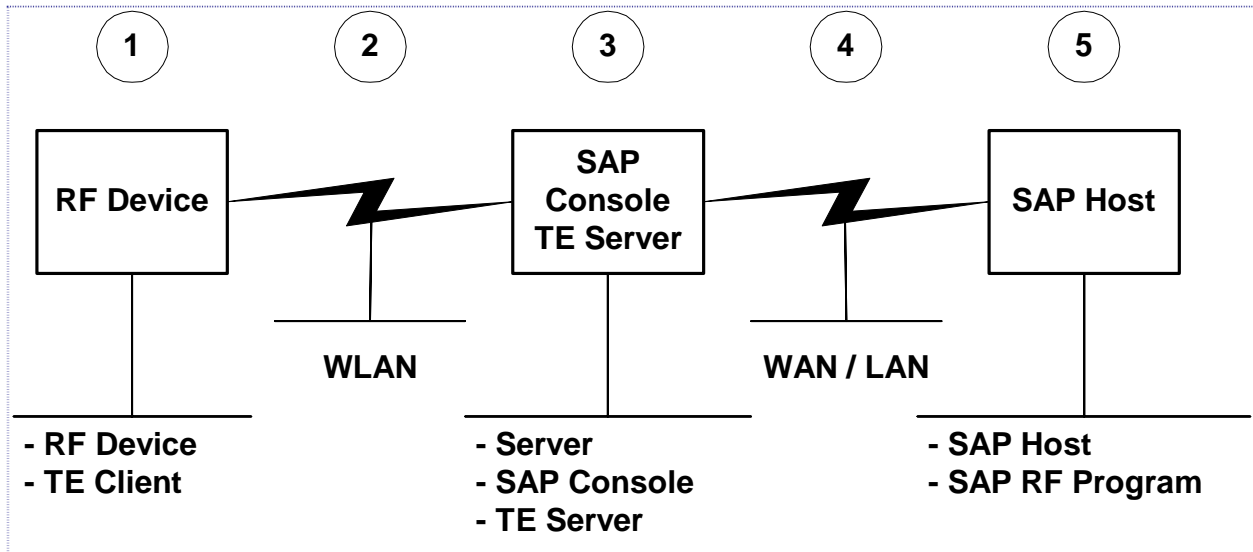 1
2
3
4
5
RF Device
SAP
Console
TE Server
SAP Host
WLAN
WAN / LAN
- RF Device
- TE Client
- Server
- SAP Console
- TE Server
- SAP Host
- SAP RF Program